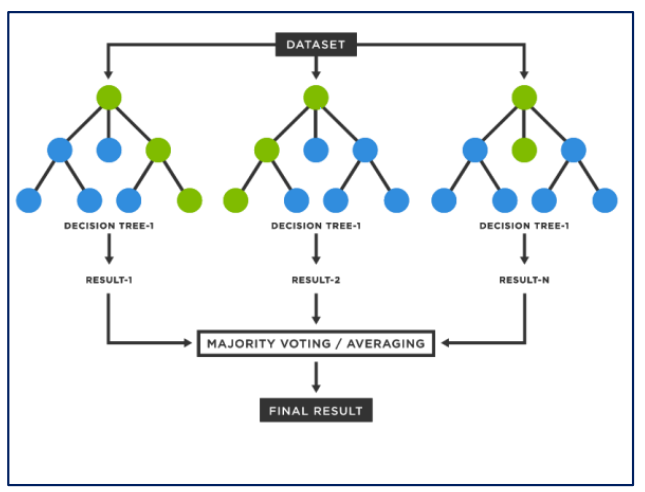 DATASET
DECISION TREE-1
DECISION TREE-1
DECISION TREE-1
RESULT-1
RESULT-2
RESULT-N
MAJORITY VOTING / AVERAGING
FINAL RESULT